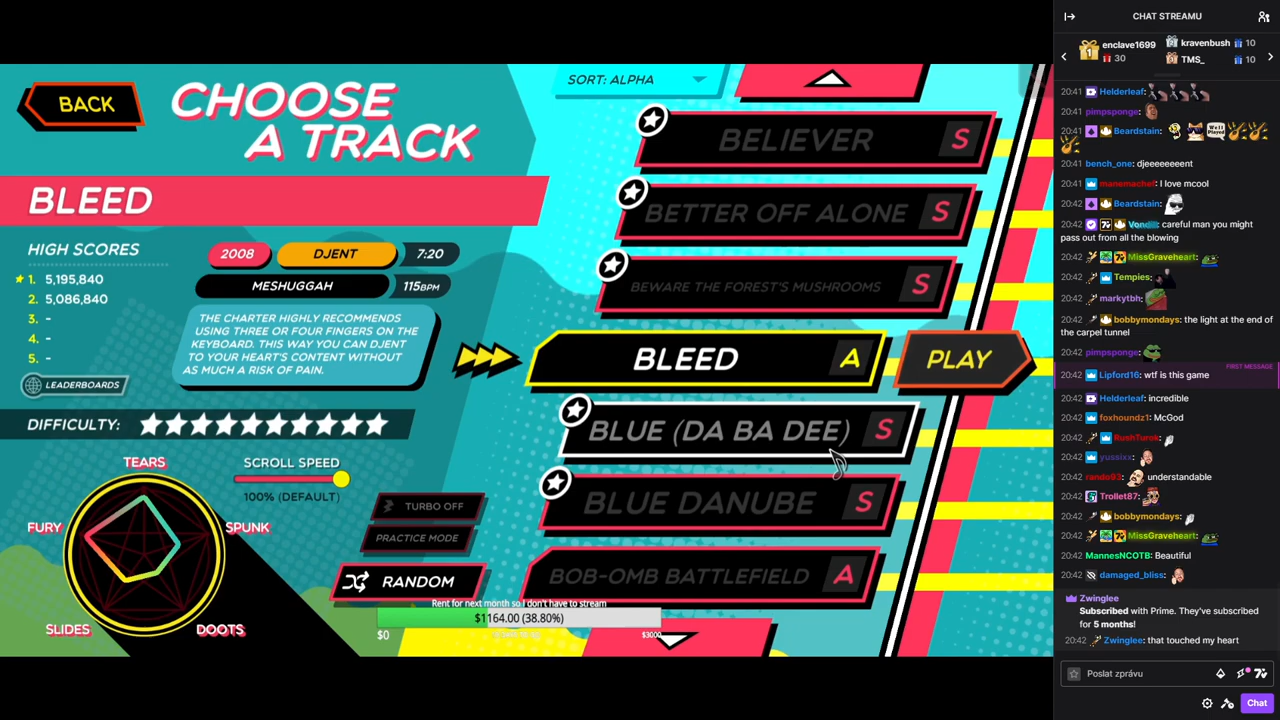 BACK
CHOOSE
A TRACK
BLEED
HIGH SCORES
1. 5,195,840
2. 5,086,840
3. -
4. -
5. -
LEADERBOARDS
2008
DJENT
7:20
MESHUGGAH
115BPM
THE CHARTER HIGHLY RECOMMENDS
USING THREE OR FOUR FINGERS ON THE
KEYBOARD. THIS WAY YOU CAN DJENT
TO YOUR HEART'S CONTENT WITHOUT
AS MUCH A RISK OF PAIN.
DIFFICULTY:
TEARS
FURY
SPUNK
SLIDES
DOOTS
SCROLL SPEED
100% (DEFAULT)
TURBO OFF
PRACTICE MODE
RANDOM
SORT: ALPHA
BELIEVER S
BETTER OFF ALONE S
BEWARE THE FOREST'S MUSHROOMS S
BLEED A
PLAY
BLUE (DA BA DEE) S
BLUE DANUBE S
BOB-OMB BATTLEFIELD A
Rent for next month so I don't have to stream
$1164.00 (38.80%)
$0
$3000
CHAT STREAMU
enclave1699
30
kravenbush 10
TMS_ 10
20:41 Helderleaf:
pimpsponge:
20:41 Beardstain:
Well Played
bench_one: djeeeeeeent
20:41 manemachef: I love mcool
20:42 Beardstain:
20:42 Vondk: careful man you might
pass out from all the blowing
20:42 MissGraveheart:
20:42 Tempies:
20:42 markytbh:
20:42 bobbymondays: the light at the end of
the carpel tunnel
20:42 pimpsponge:
FIRST MESSAGE
20:42 Lipford16: wtf is this game
20:42 Helderleaf: incredible
20:42 foxhoundz1: McGod
20:42 RushTurok:
20:42 yussixx:
20:42 rando93: understandable
20:42 Trollet87:
20:42 bobbymondays:
20:42 MissGraveheart:
20:42 MannesNCOTB: Beautiful
20:42 damaged_bliss:
Zwinglee
Subscribed with Prime. They've subscribed
for 5 months!
20:42 Zwinglee: that touched my heart
Poslat zprávu
Chat